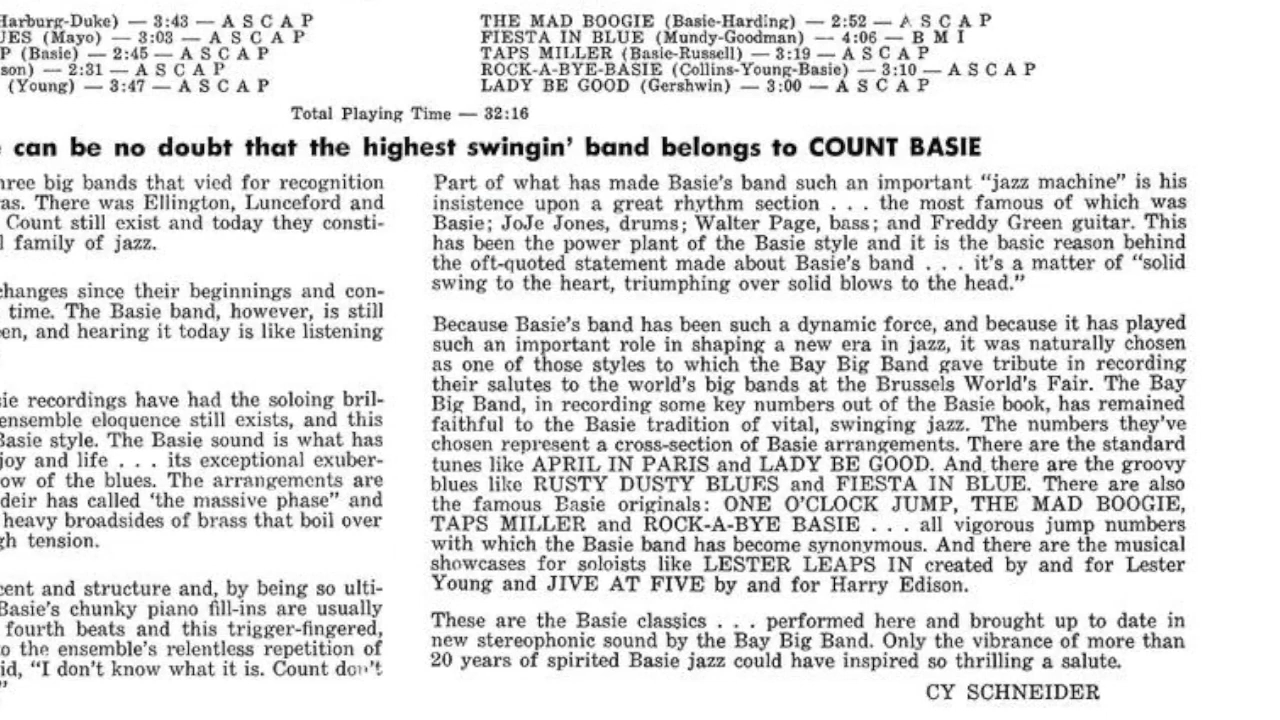 Harburg-Duke) — 3:43 — A S C A P
UES (Mayo) — 3:03 — A S C A P
P (Basie) — 2:45 — A S C A P
son) — 2:31 — A S C A P
(Young) — 3:47 — A S C A P
THE MAD BOOGIE (Basie-Harding) — 2:52 — A S C A P
FIESTA IN BLUE (Mundy-Goodman) — 4:06 — B M I
TAPS MILLER (Basie-Russell) — 3:19 — A S C A P
ROCK-A-BYE-BASIE (Collins-Young-Basie) — 3:10 — A S C A P
LADY BE GOOD (Gershwin) — 3:00 — A S C A P
Total Playing Time — 32:16
can be no doubt that the highest swingin' band belongs to COUNT BASIE
hree big bands that vied for recognition
as. There was Ellington, Lunceford and
Count still exist and today they consti-
l family of jazz.
changes since their beginnings and con-
time. The Basie band, however, is still
en, and hearing it today is like listening
ie recordings have had the soloing bril-
ensemble eloquence still exists, and this
Basie style. The Basie sound is what has
joy and life . . . its exceptional exuber-
ow of the blues. The arrangements are
deir has called 'the massive phase" and
heavy broadsides of brass that boil over
gh tension.
cent and structure and, by being so ulti-
Basie's chunky piano fill-ins are usually
fourth beats and this trigger-fingered,
o the ensemble's relentless repetition of
id, "I don't know what it is. Count don't
"
Part of what has made Basie's band such an important "jazz machine" is his
insistence upon a great rhythm section . . . the most famous of which was
Basie; JoJe Jones, drums; Walter Page, bass; and Freddy Green guitar. This
has been the power plant of the Basie style and it is the basic reason behind
the oft-quoted statement made about Basie's band . . . it's a matter of "solid
swing to the heart, triumphing over solid blows to the head."
Because Basie's band has been such a dynamic force, and because it has played
such an important role in shaping a new era in jazz, it was naturally chosen
as one of those styles to which the Bay Big Band gave tribute in recording
their salutes to the world's big bands at the Brussels World's Fair. The Bay
Big Band, in recording some key numbers out of the Basie book, has remained
faithful to the Basie tradition of vital, swinging jazz. The numbers they've
chosen represent a cross-section of Basie arrangements. There are the standard
tunes like APRIL IN PARIS and LADY BE GOOD. And there are the groovy
blues like RUSTY DUSTY BLUES and FIESTA IN BLUE. There are also
the famous Basie originals: ONE O'CLOCK JUMP, THE MAD BOOGIE,
TAPS MILLER and ROCK-A-BYE BASIE . . . all vigorous jump numbers
with which the Basie band has become synonymous. And there are the musical
showcases for soloists like LESTER LEAPS IN created by and for Lester
Young and JIVE AT FIVE by and for Harry Edison.
These are the Basie classics . . . performed here and brought up to date in
new stereophonic sound by the Bay Big Band. Only the vibrance of more than
20 years of spirited Basie jazz could have inspired so thrilling a salute.
CY SCHNEIDER